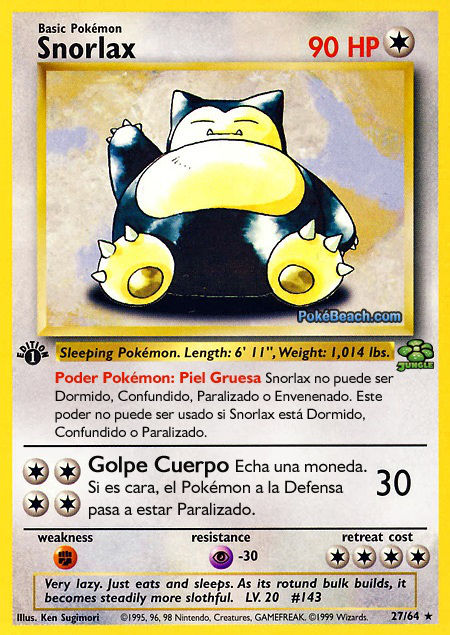 Basic Pokémon
Snorlax 90 HP
PokéBeach.com
EDITION 1
Sleeping Pokémon. Length: 6' 11", Weight: 1,014 lbs.
JUNGLE
Poder Pokémon: Piel Gruesa Snorlax no puede ser
Dormido, Confundido, Paralizado o Envenenado. Este
poder no puede ser usado si Snorlax está Dormido,
Confundido o Paralizado.
Golpe Cuerpo Echa una moneda.
Si es cara, el Pokémon a la Defensa
pasa a estar Paralizado.
30
weakness resistance retreat cost
-30
Very lazy. Just eats and sleeps. As its rotund bulk builds, it
becomes steadily more slothful. LV. 20 #143
Illus. Ken Sugimori ©1995, 96, 98 Nintendo, Creatures, GAMEFREAK. ©1999 Wizards. 27/64 ★